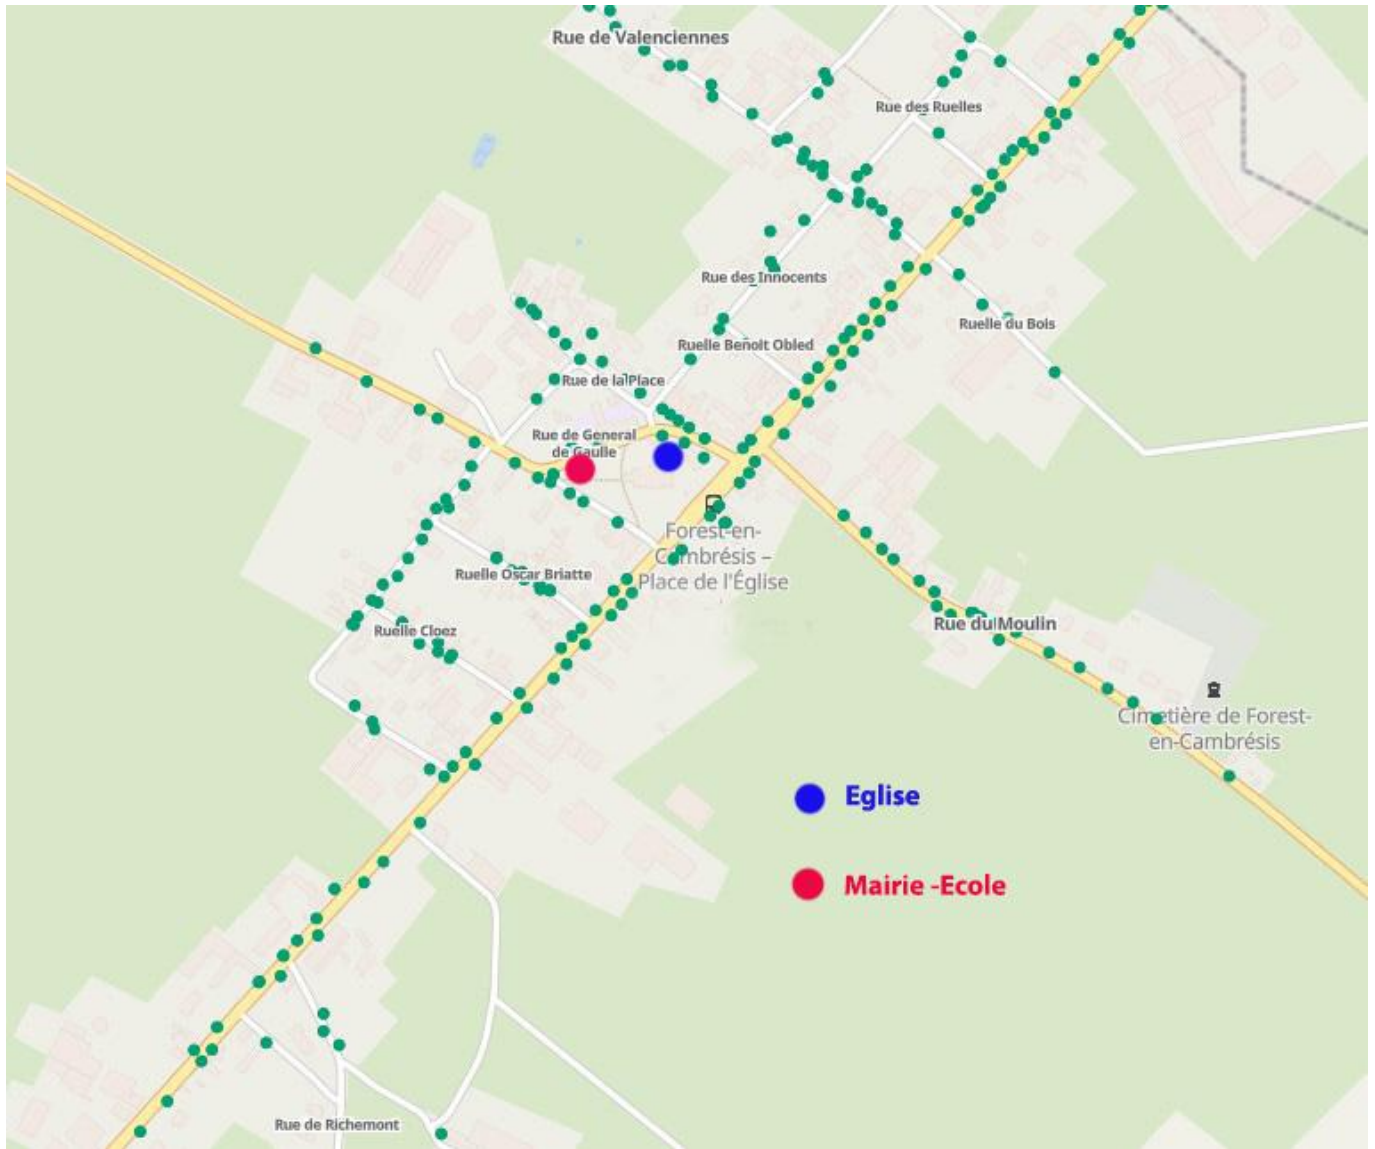 Rue de Valenciennes
Rue des Ruelles
Rue des Innocents
Ruelle du Bois
Ruelle Benoit Obled
Rue de la Place
Rue de General
de Gaulle
Forest-en-
Cambrésis –
Place de l'Église
Ruelle Oscar Briatte
Ruelle Cloez
Rue du Moulin
Cimetière de Forest-
en-Cambrésis
Eglise
Mairie -Ecole
Rue de Richemont